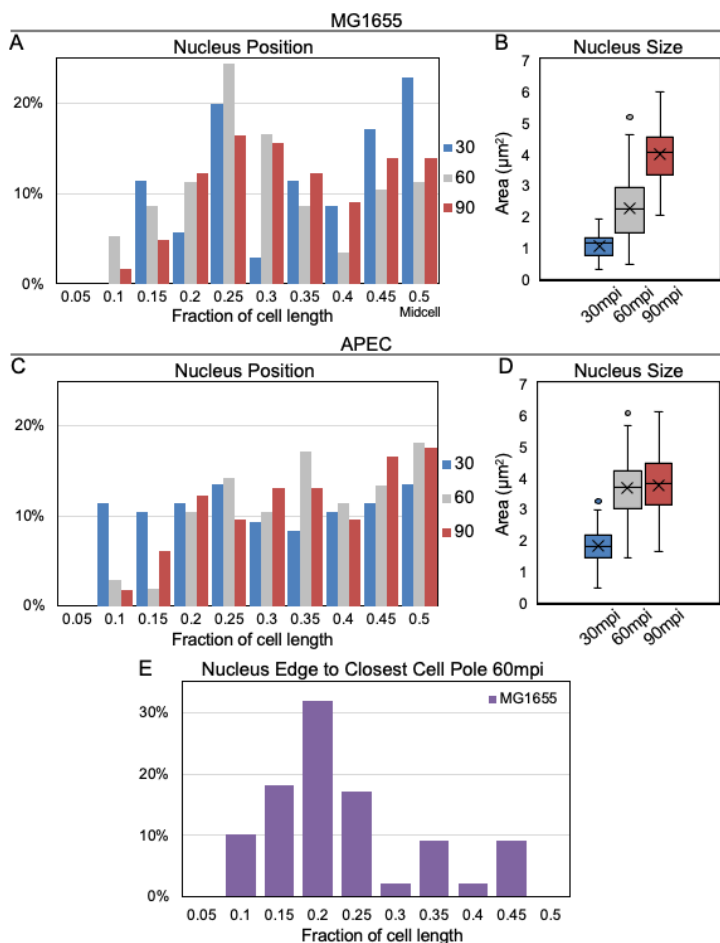 MG1655
A
Nucleus Position
20%
10%
0%
0.05 0.1 0.15 0.2 0.25 0.3 0.35 0.4 0.45 0.5
Midcell
Fraction of cell length
30
60
90
B
Nucleus Size
Area (µm²)
7
6
5
4
3
2
1
0
30mpi
60mpi
90mpi
APEC
C
Nucleus Position
20%
10%
0%
0.05 0.1 0.15 0.2 0.25 0.3 0.35 0.4 0.45 0.5
Fraction of cell length
30
60
90
D
Nucleus Size
Area (µm²)
7
6
5
4
3
2
1
0
30mpi
60mpi
90mpi
E
Nucleus Edge to Closest Cell Pole 60mpi
MG1655
30%
20%
10%
0%
0.05 0.1 0.15 0.2 0.25 0.3 0.35 0.4 0.45 0.5
Fraction of cell length